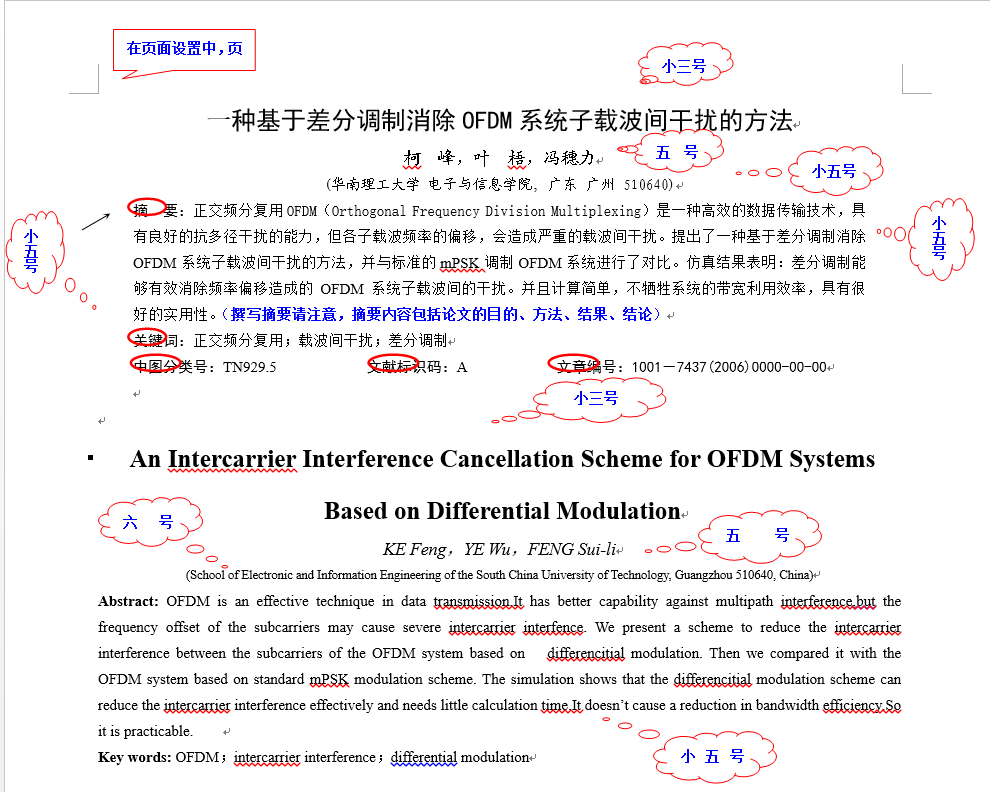 在页面设置中，页
小三号
一种基于差分调制消除OFDM系统子载波间干扰的方法
柯　峰，叶　梧，冯穗力
五　号
小五号
(华南理工大学 电子与信息学院, 广东 广州 510640)
摘　要：正交频分复用OFDM（Orthogonal Frequency Division Multiplexing）是一种高效的数据传输技术，具
有良好的抗多径干扰的能力，但各子载波频率的偏移，会造成严重的载波间干扰。提出了一种基于差分调制消除
OFDM 系统子载波间干扰的方法，并与标准的 mPSK 调制 OFDM 系统进行了对比。仿真结果表明：差分调制能
够有效消除频率偏移造成的 OFDM 系统子载波间的干扰。并且计算简单，不牺牲系统的带宽利用效率，具有很
好的实用性。（撰写摘要请注意，摘要内容包括论文的目的、方法、结果、结论）
小五号
小五号
关键词：正交频分复用；载波间干扰；差分调制
中图分类号：TN929.5　文献标识码：A　文章编号：1001－7437(2006)0000-00-00
小三号
An Intercarrier Interference Cancellation Scheme for OFDM Systems
Based on Differential Modulation
六　号
五　号
KE Feng，YE Wu，FENG Sui-li
(School of Electronic and Information Engineering of the South China University of Technology, Guangzhou 510640, China)
Abstract: OFDM is an effective technique in data transmission.It has better capability against multipath interference,but the
frequency offset of the subcarriers may cause severe intercarrier interfence. We present a scheme to reduce the intercarrier
interference between the subcarriers of the OFDM system based on differencitial modulation. Then we compared it with the
OFDM system based on standard mPSK modulation scheme. The simulation shows that the differencitial modulation scheme can
reduce the intercarrier interference effectively and needs little calculation time.It doesn't cause a reduction in bandwidth efficiency.So
it is practicable.
小 五 号
Key words: OFDM；intercarrier interference；differential modulation